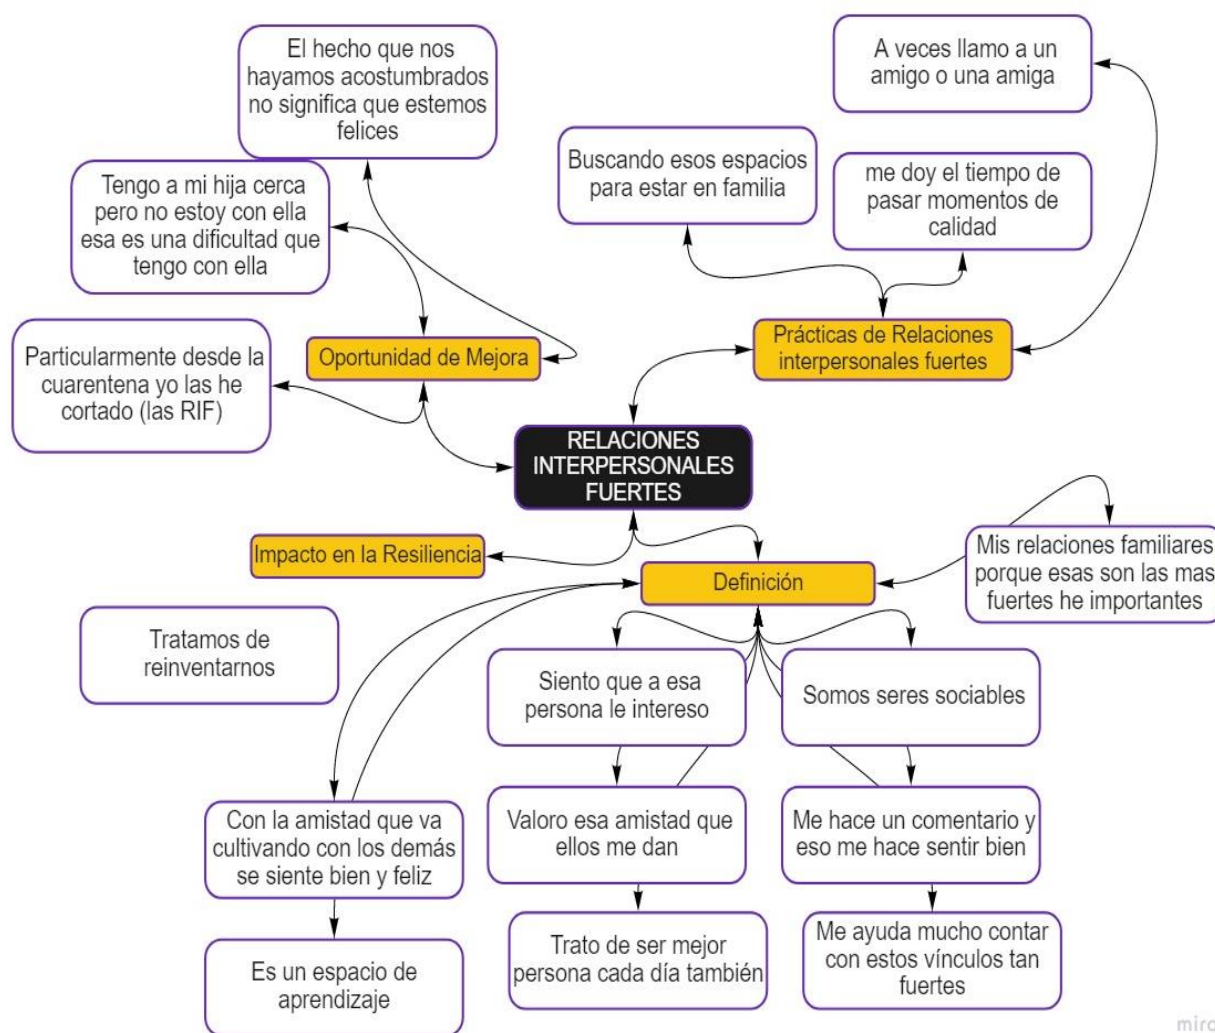 El hecho que nos
hayamos acostumbrados
no significa que estemos
felices
A veces llamo a un
amigo o una amiga
Buscando esos espacios
para estar en familia
me doy el tiempo de
pasar momentos de
calidad
Tengo a mi hija cerca
pero no estoy con ella
esa es una dificultad que
tengo con ella
Particularmente desde la
cuarentena yo las he
cortado (las RIF)
Oportunidad de Mejora
Prácticas de Relaciones
interpersonales fuertes
RELACIONES
INTERPERSONALES
FUERTES
Impacto en la Resiliencia
Definición
Mis relaciones familiares
porque esas son las mas
fuertes he importantes
Tratamos de
reinventarnos
Siento que a esa
persona le intereso
Somos seres sociables
Con la amistad que va
cultivando con los demás
se siente bien y feliz
Valoro esa amistad que
ellos me dan
Me hace un comentario y
eso me hace sentir bien
Es un espacio de
aprendizaje
Trato de ser mejor
persona cada día también
Me ayuda mucho contar
con estos vínculos tan
fuertes